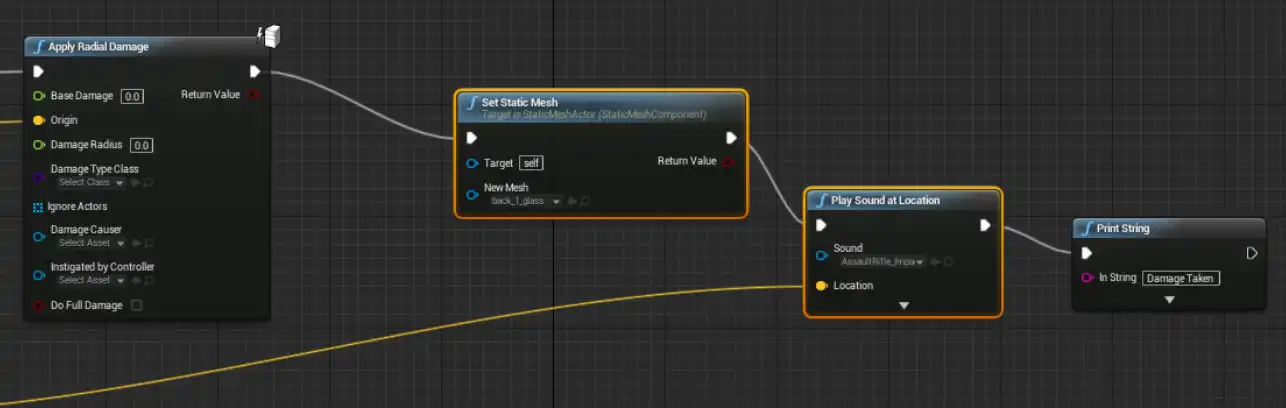 Apply Radial Damage
Base Damage 0.0
Return Value
Origin
Damage Radius 0.0
Damage Type Class
Select Class
Ignore Actors
Damage Causer
Select Asset
Instigated by Controller
Select Asset
Do Full Damage
Set Static Mesh
Target is StaticMeshActor (StaticMeshComponent)
Target self
Return Value
New Mesh
back_1_glass
Play Sound at Location
Sound
AssaultRifle_Impa
Location
Print String
In String Damage Taken